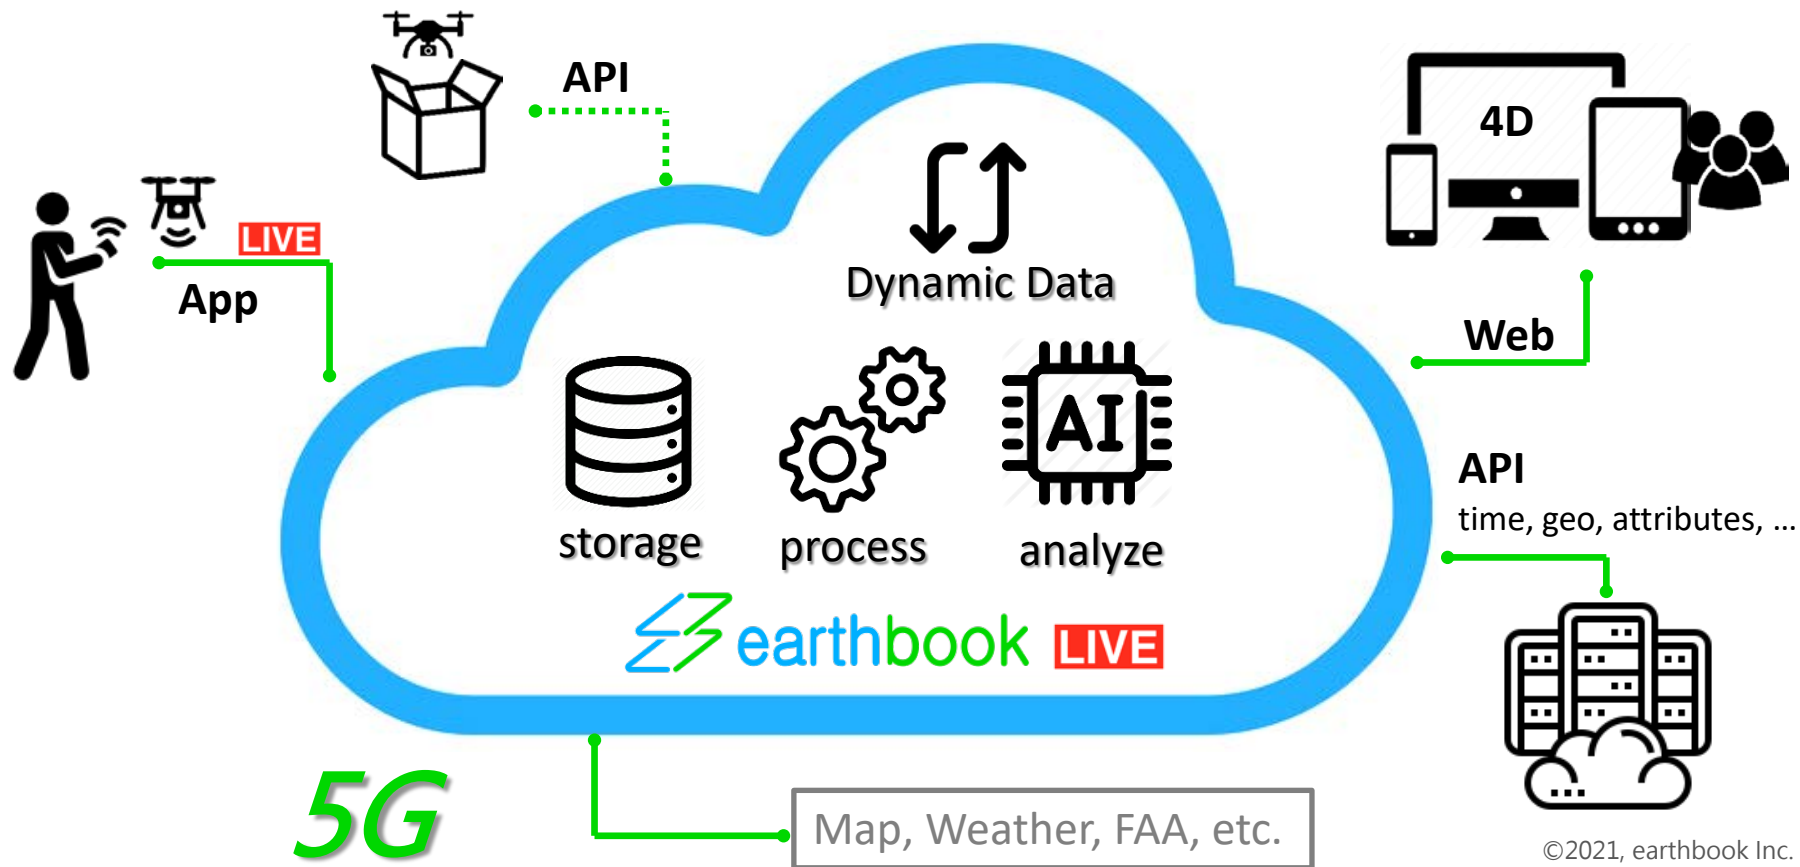 API
4D
LIVE
App
Dynamic Data
Web
AI
API
time, geo, attributes, ...
storage
process
analyze
earthbook LIVE
5G
Map, Weather, FAA, etc.
©2021, earthbook Inc.